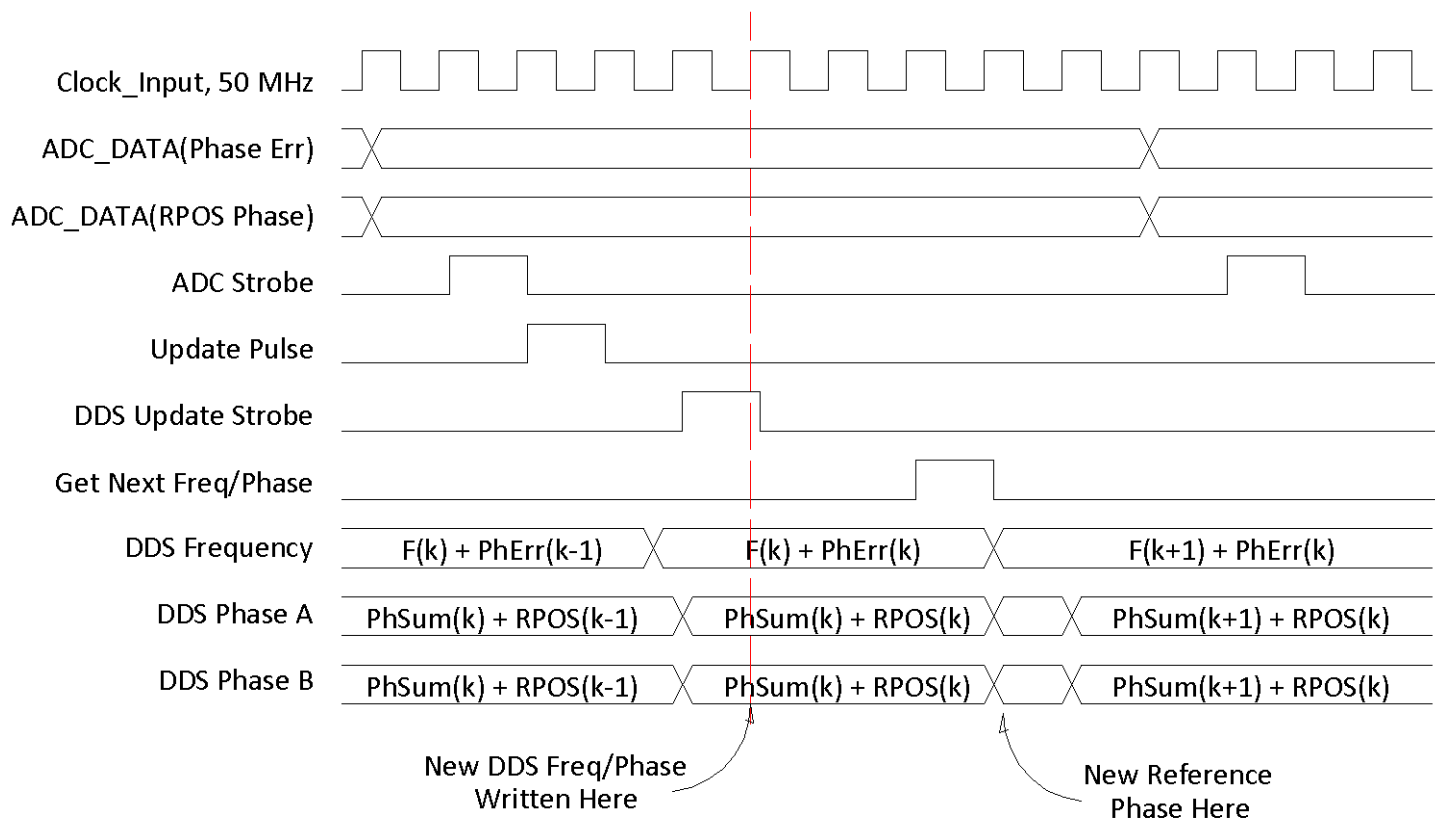 Clock_Input, 50 MHz
ADC_DATA(Phase Err)
ADC_DATA(RPOS Phase)
ADC Strobe
Update Pulse
DDS Update Strobe
Get Next Freq/Phase
DDS Frequency
F(k) + PhErr(k-1)
F(k) + PhErr(k)
F(k+1) + PhErr(k)
DDS Phase A
PhSum(k) + RPOS(k-1)
PhSum(k) + RPOS(k)
PhSum(k+1) + RPOS(k)
DDS Phase B
PhSum(k) + RPOS(k-1)
PhSum(k) + RPOS(k)
PhSum(k+1) + RPOS(k)
New DDS Freq/Phase
Written Here
New Reference
Phase Here